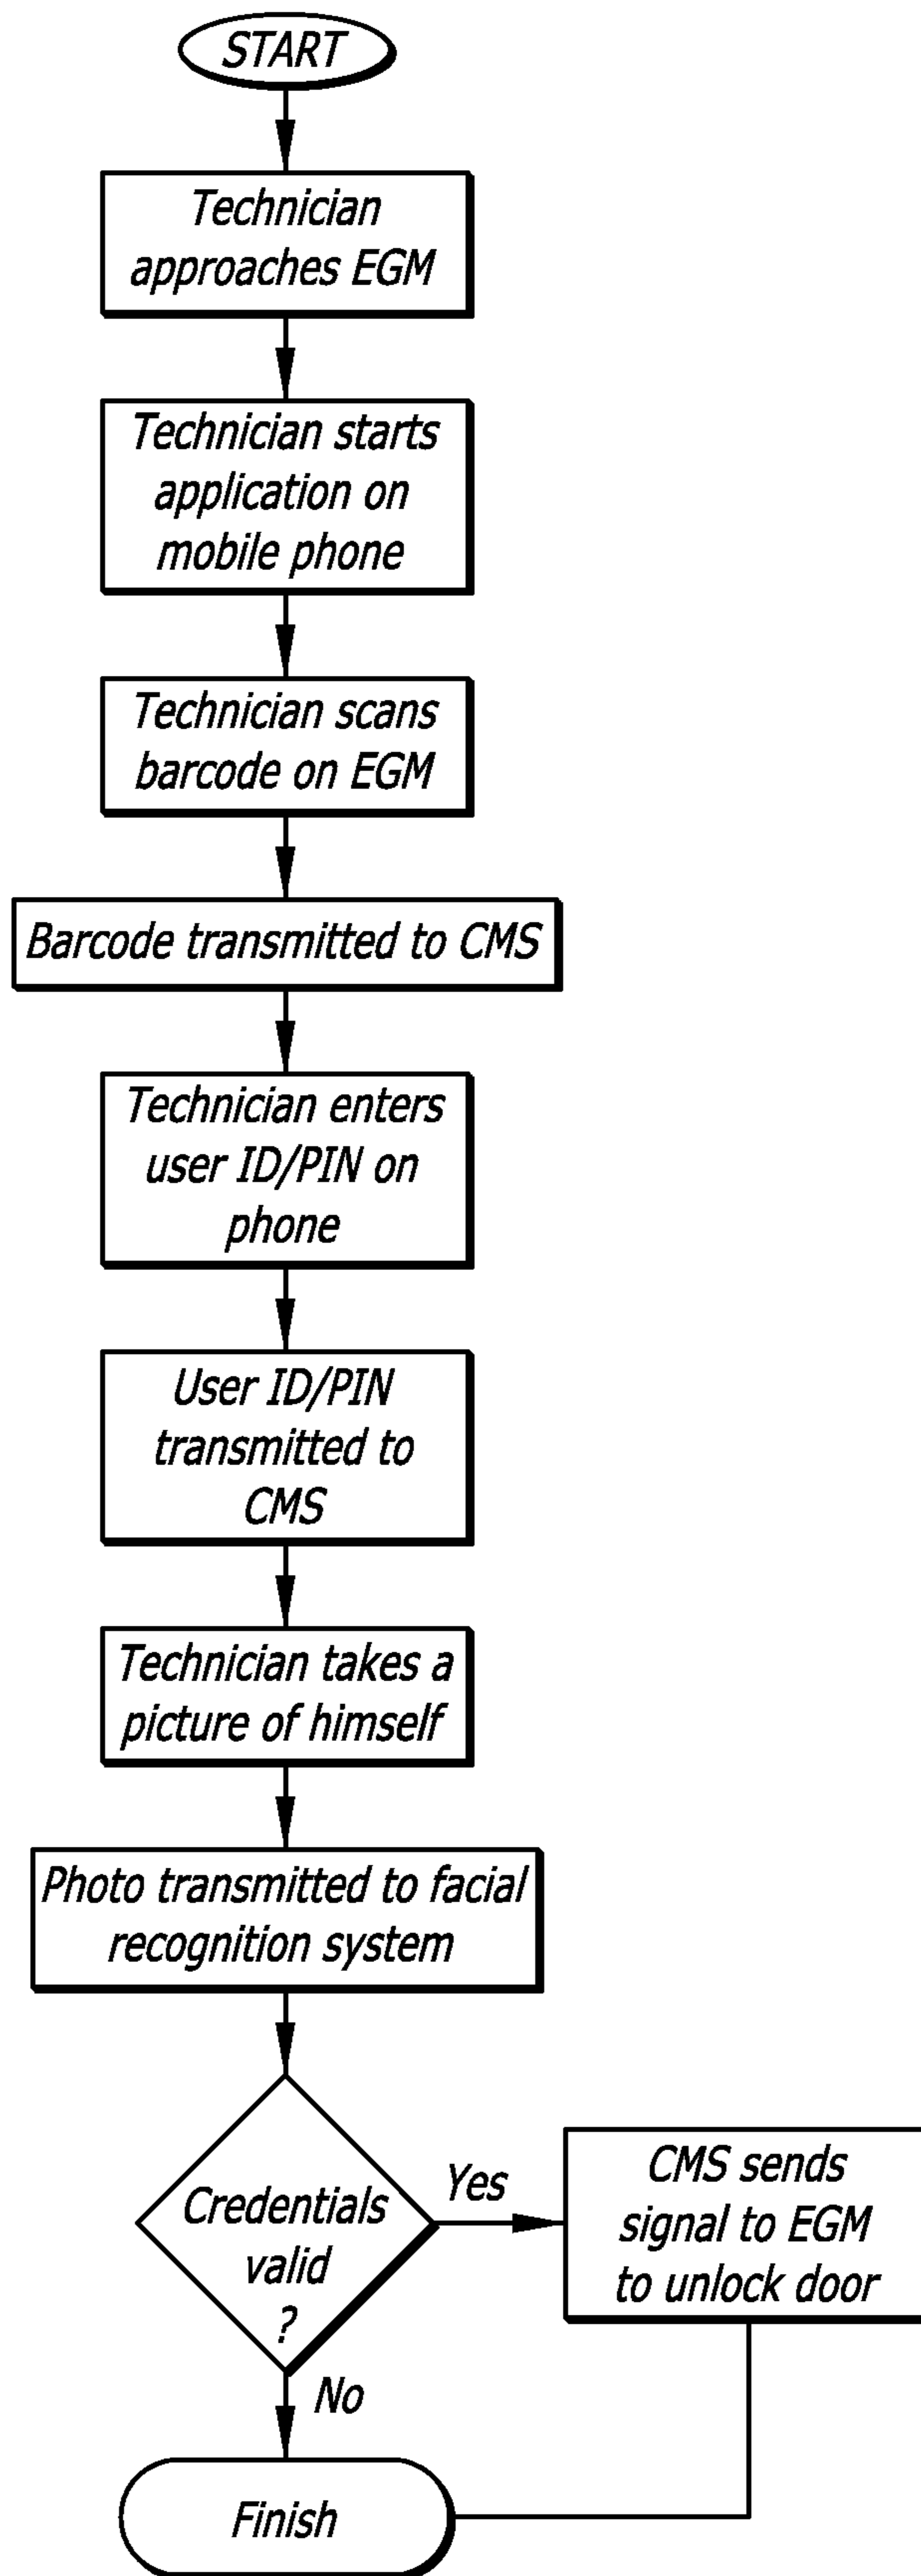 START
Technician
approaches EGM
Technician starts
application on
mobile phone
Technician scans
barcode on EGM
Barcode transmitted to CMS
Technician enters
user ID/PIN on
phone
User ID/PIN
transmitted to
CMS
Technician takes a
picture of himself
Photo transmitted to facial
recognition system
Credentials
valid
?
Yes
CMS sends
signal to EGM
to unlock door
No
Finish